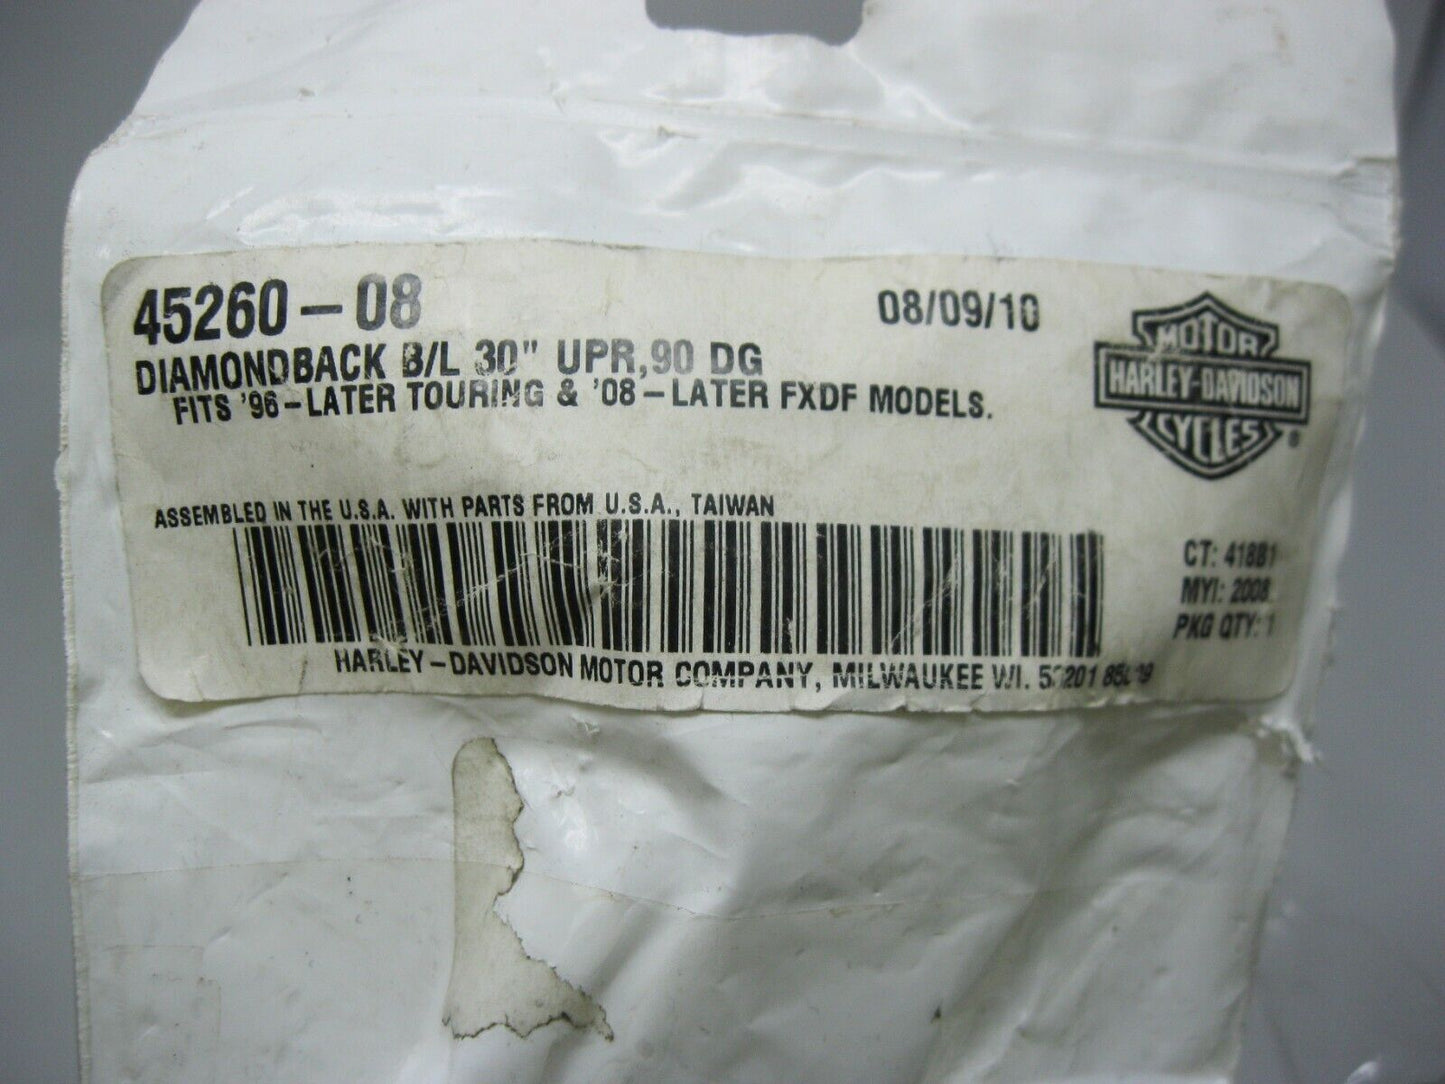 45260-08
08/09/10
DIAMONDBACK B/L 30" UPR,90 DG
FITS '96-LATER TOURING & '08-LATER FXDF MODELS.
MOTOR
HARLEY-DAVIDSON
CYCLES
®
ASSEMBLED IN THE U.S.A. WITH PARTS FROM U.S.A., TAIWAN
CT: 418B1
MYI: 2008
PKG QTY: 1
HARLEY-DAVIDSON MOTOR COMPANY, MILWAUKEE WI.